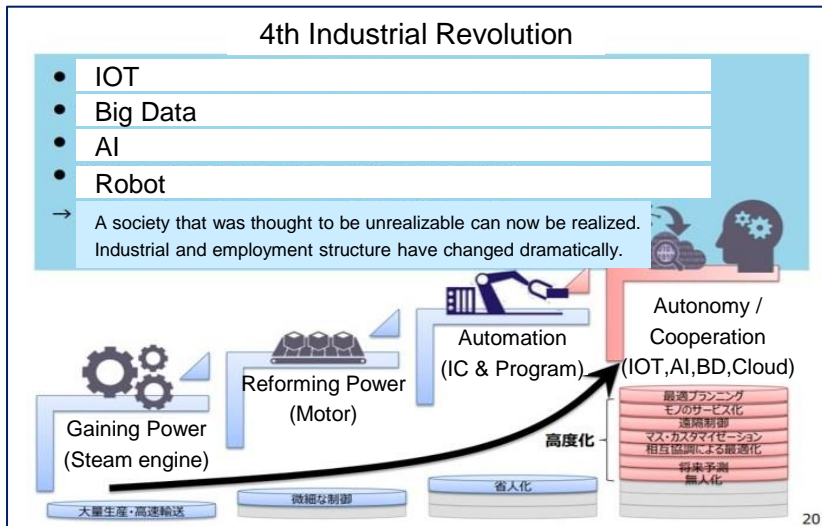 4th Industrial Revolution
• IOT
• Big Data
• AI
• Robot
→ A society that was thought to be unrealizable can now be realized.
Industrial and employment structure have changed dramatically.
Gaining Power
(Steam engine)
Reforming Power
(Motor)
Automation
(IC & Program)
Autonomy /
Cooperation
(IOT,AI,BD,Cloud)
大量生産・高速輸送
微細な制御
省人化
高度化
最適プランニング
モノのサービス化
遠隔制御
マス・カスタマイゼーション
相互協調による最適化
将来予測
無人化
20